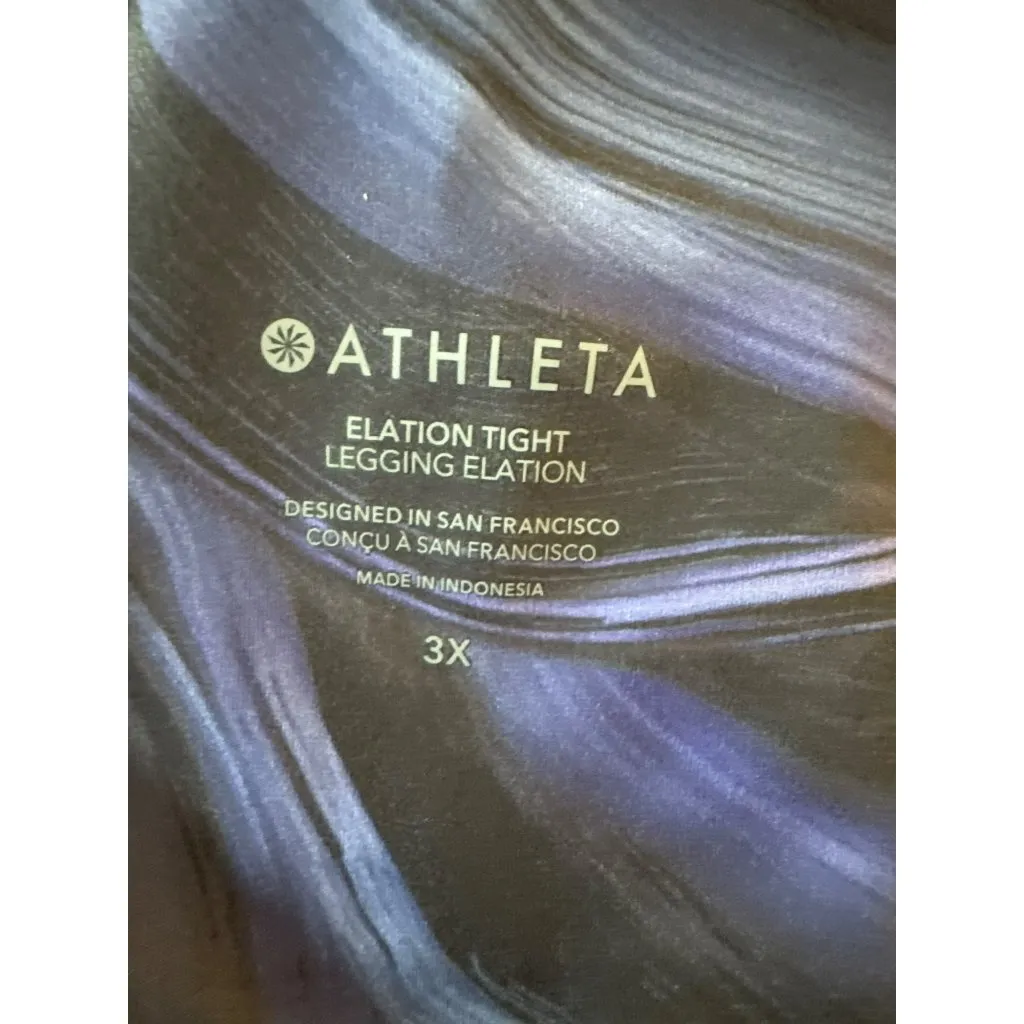 ATHLETA
ELATION TIGHT
LEGGING ELATION
DESIGNED IN SAN FRANCISCO
CONÇU À SAN FRANCISCO
MADE IN INDONESIA
3X